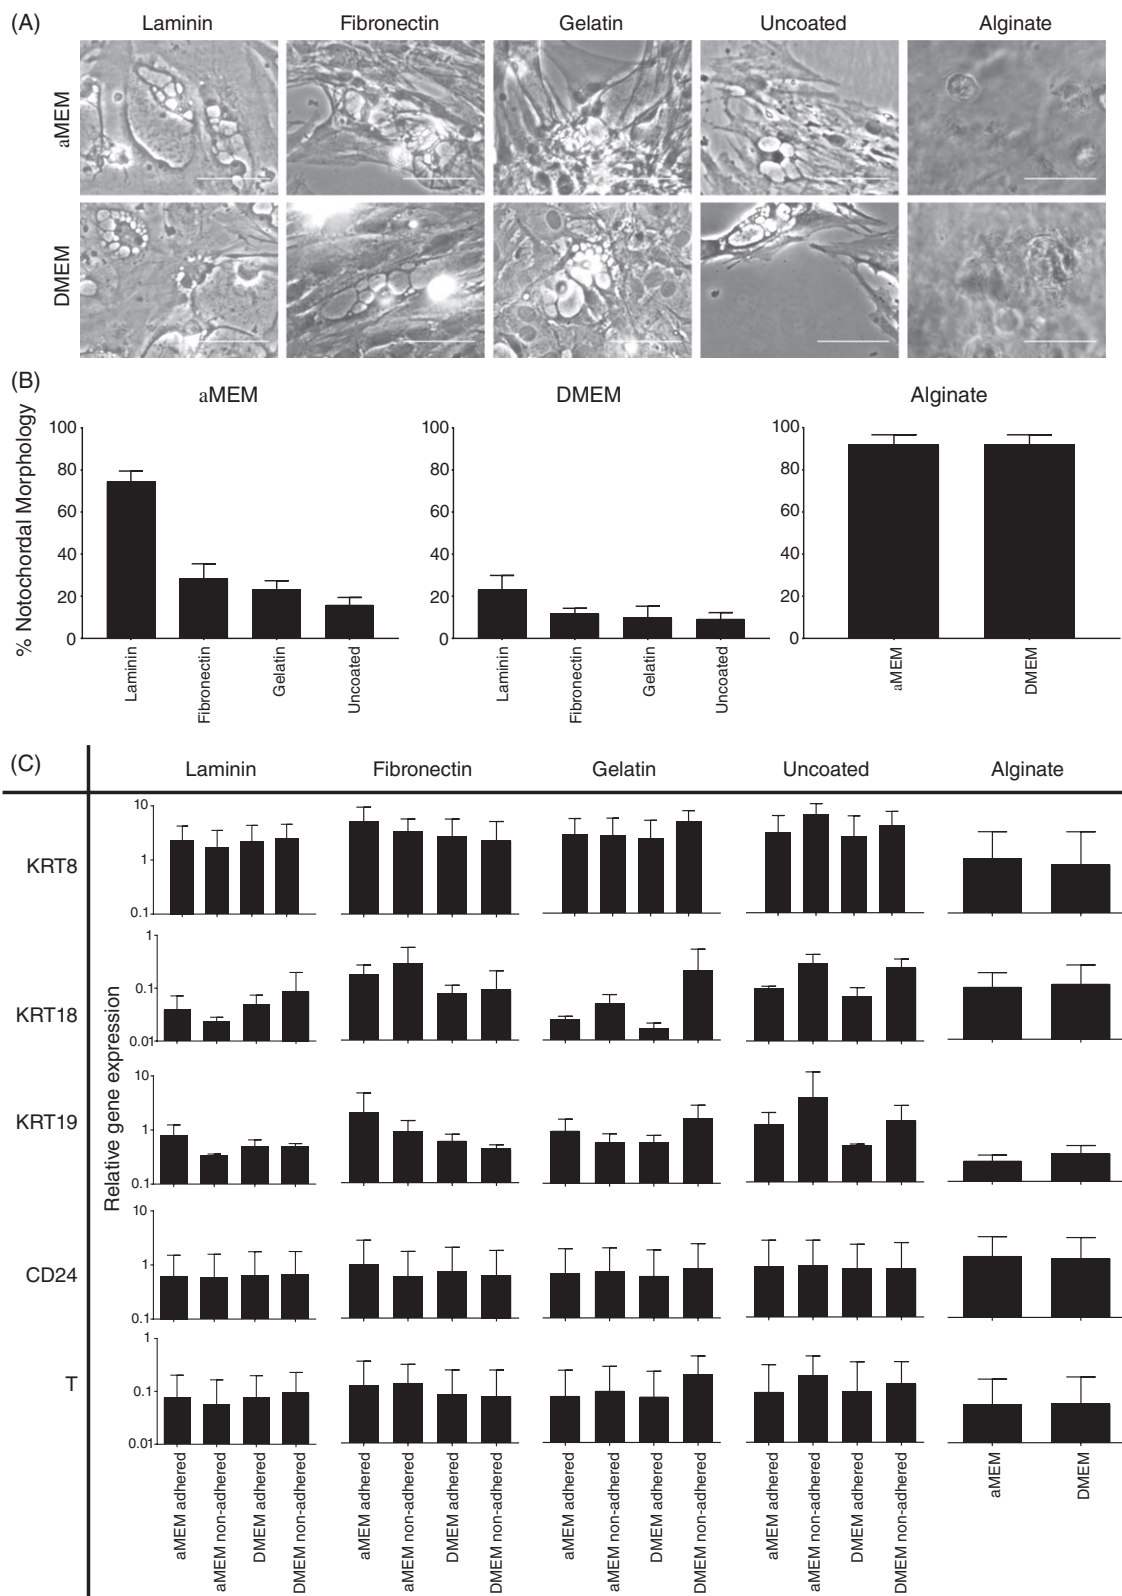 (A)
Laminin Fibronectin Gelatin Uncoated Alginate
aMEM
DMEM
(B)
aMEM DMEM Alginate
% Notochordal Morphology
100 100 100
80 80 80
60 60 60
40 40 40
20 20 20
0 0 0
Laminin Fibronectin Gelatin Uncoated Laminin Fibronectin Gelatin Uncoated aMEM DMEM
(C)
Laminin Fibronectin Gelatin Uncoated Alginate
Relative gene expression
KRT8
10
1
0.1
KRT18
1
0.1
0.01
KRT19
10
1
0.1
CD24
10
1
0.1
T
1
0.1
0.01
aMEM adhered aMEM non-adhered DMEM adhered DMEM non-adhered aMEM adhered aMEM non-adhered DMEM adhered DMEM non-adhered aMEM adhered aMEM non-adhered DMEM adhered DMEM non-adhered aMEM adhered aMEM non-adhered DMEM adhered DMEM non-adhered aMEM DMEM